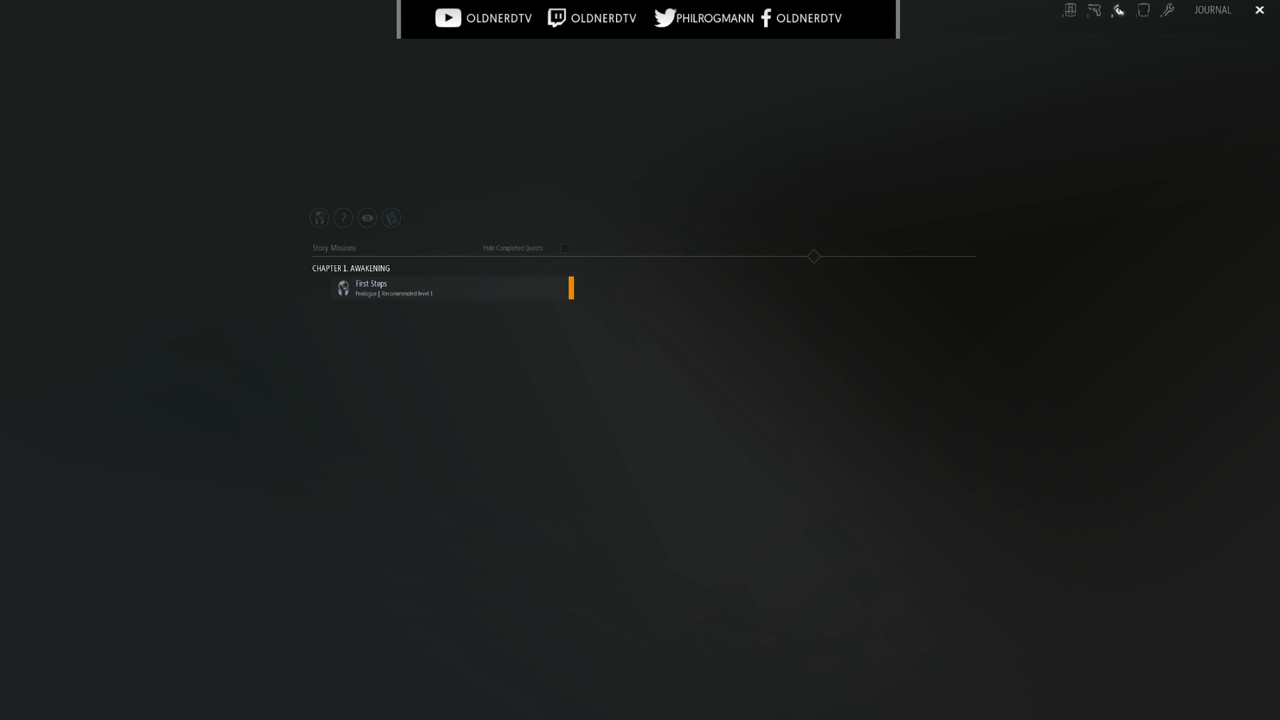 OLDNERDTV OLDNERDTV PHILROGMANN OLDNERDTV
JOURNAL
Story Missions Hide Completed Quests
CHAPTER 1. AWAKENING
First Steps
Prologue | Recommended level 1